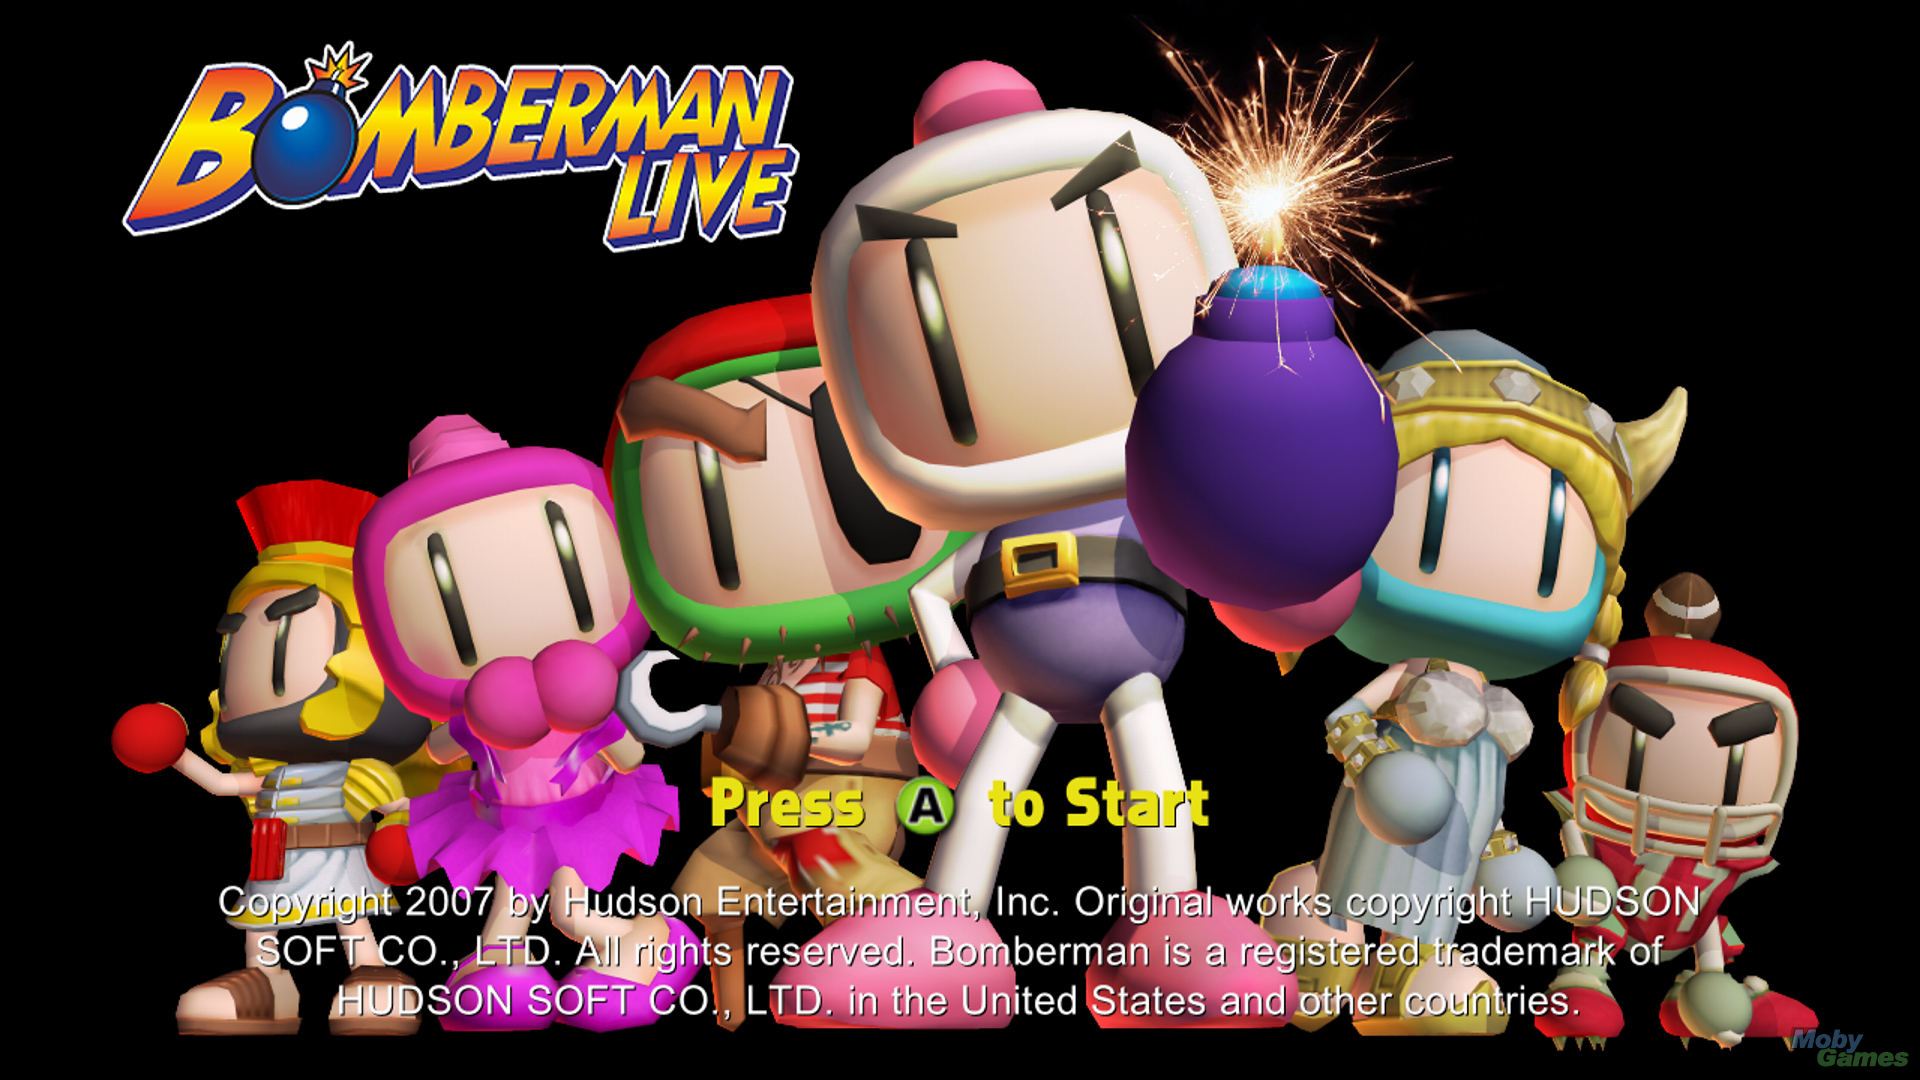 BOMBERMAN
LIVE
Press A to Start
Copyright 2007 by Hudson Entertainment, Inc. Original works copyright HUDSON
SOFT CO., LTD. All rights reserved. Bomberman is a registered trademark of
HUDSON SOFT CO., LTD. in the United States and other countries.
Moby
Games